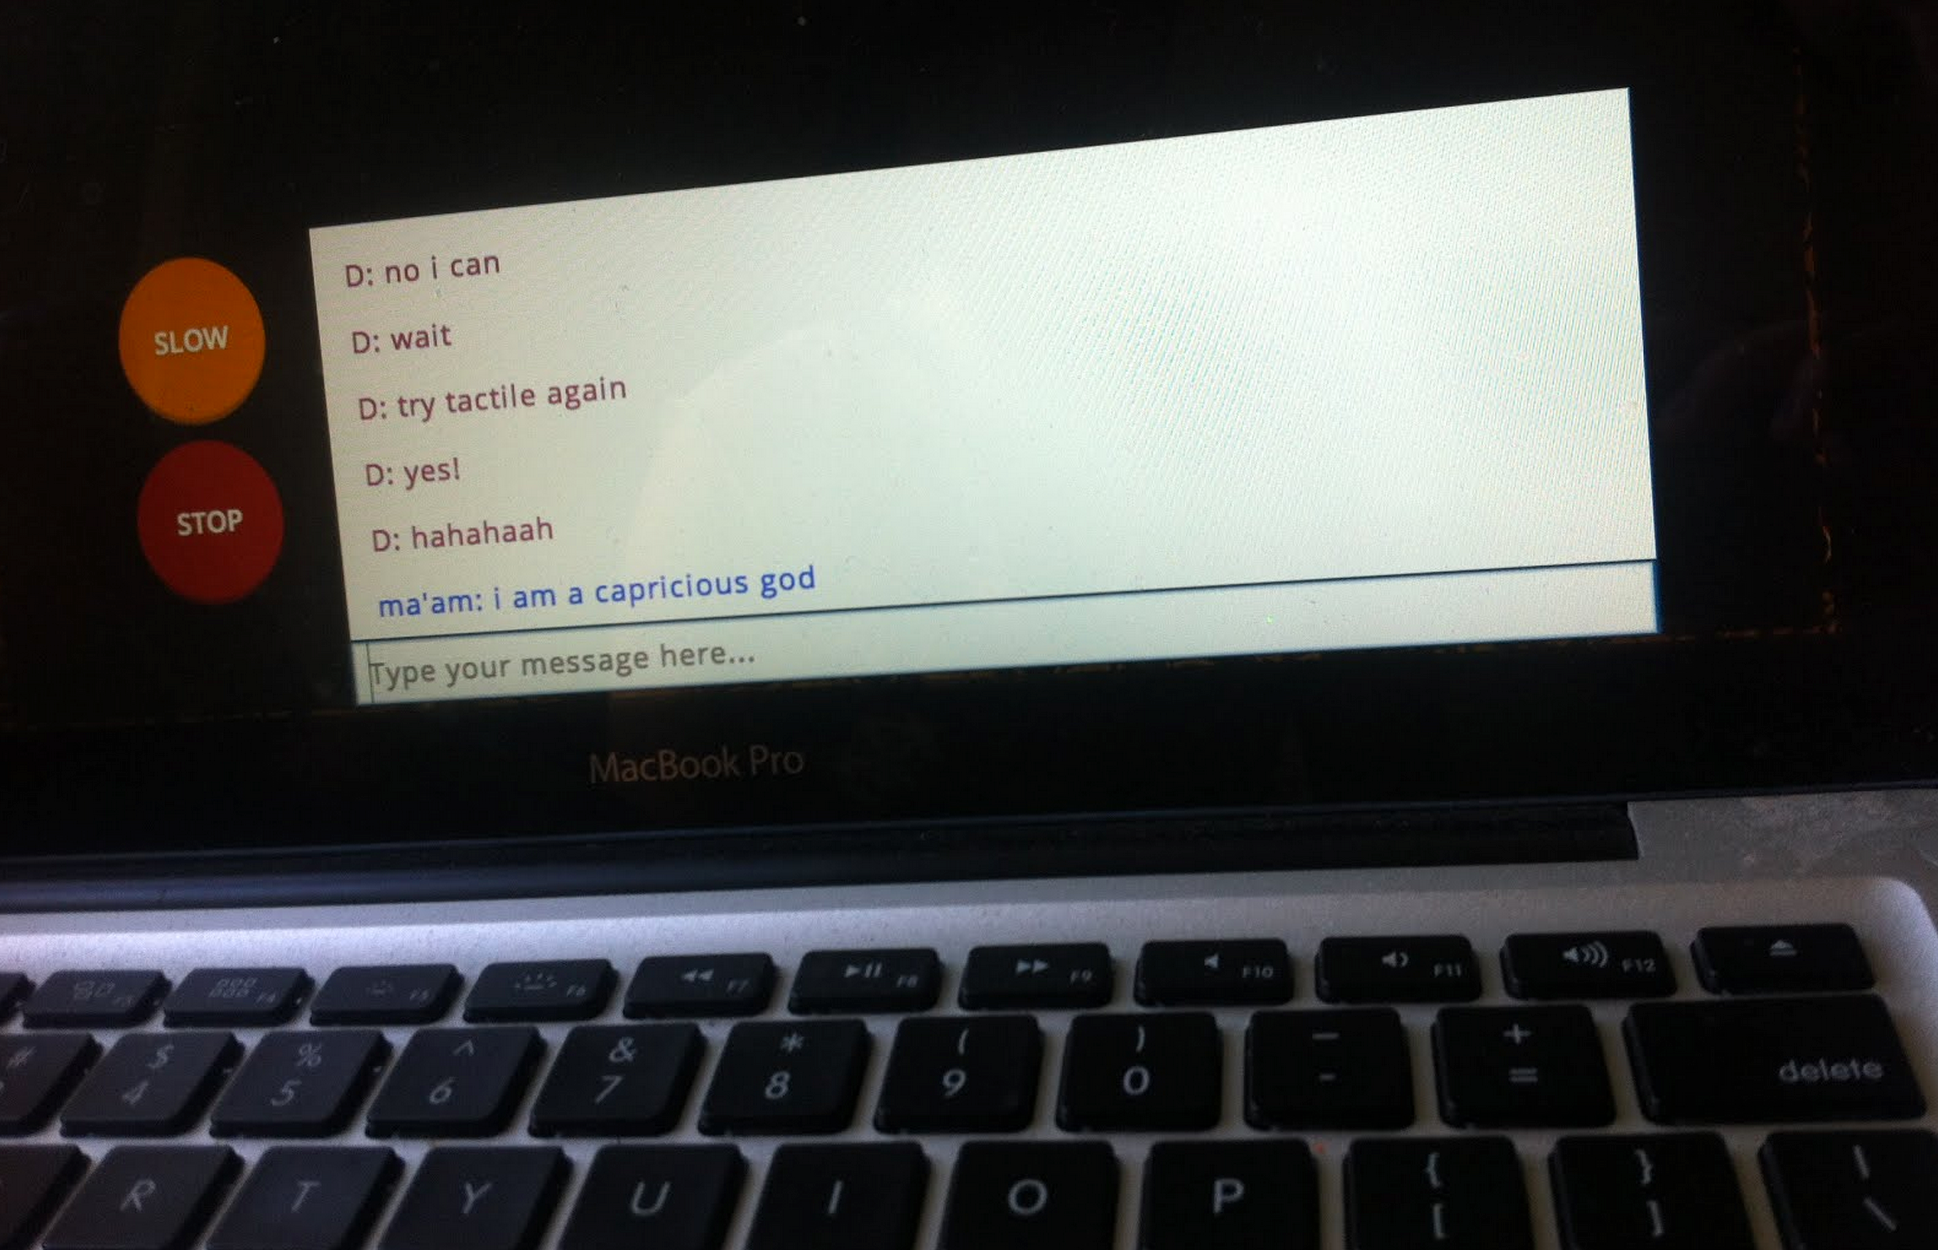 D: no i can
D: wait
D: try tactile again
D: yes!
D: hahahaah
ma'am: i am a capricious god
Type your message here...
SLOW
STOP
MacBook Pro
F3 F4 F5 F6 F7 F8 F9 F10 F11 F12
# $ % ^ & * ( ) — +
4 5 6 7 8 9 0 - = delete
R T Y U I O P { } |
[ ] \